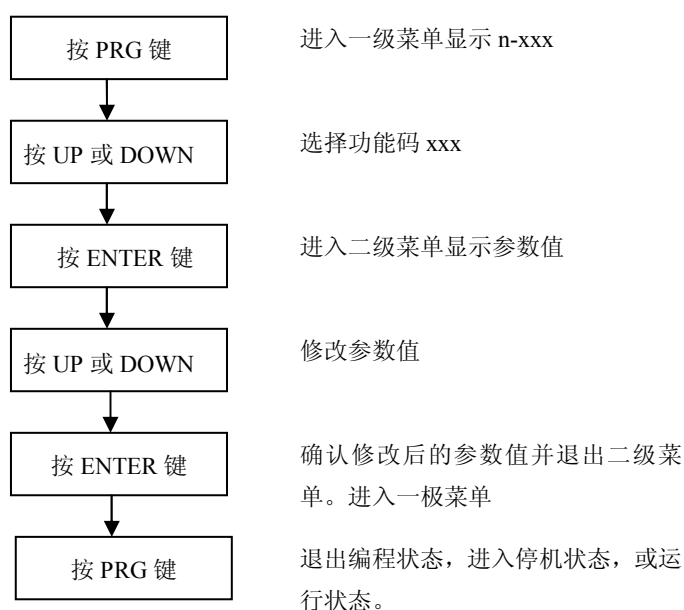 按 PRG 键
进入一级菜单显示 n-xxx
按 UP 或 DOWN
选择功能码 xxx
按 ENTER 键
进入二级菜单显示参数值
按 UP 或 DOWN
修改参数值
按 ENTER 键
确认修改后的参数值并退出二级菜
单。进入一极菜单
按 PRG 键
退出编程状态，进入停机状态，或运
行状态。